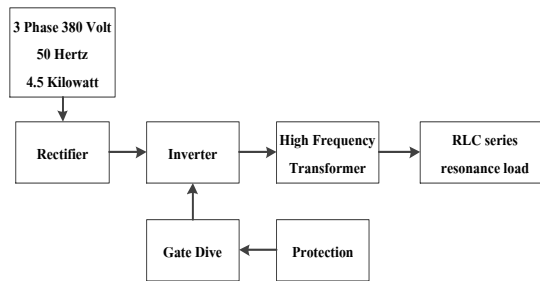 3 Phase 380 Volt
50 Hertz
4.5 Kilowatt
Rectifier
Inverter
High Frequency
Transformer
RLC series
resonance load
Gate Dive
Protection